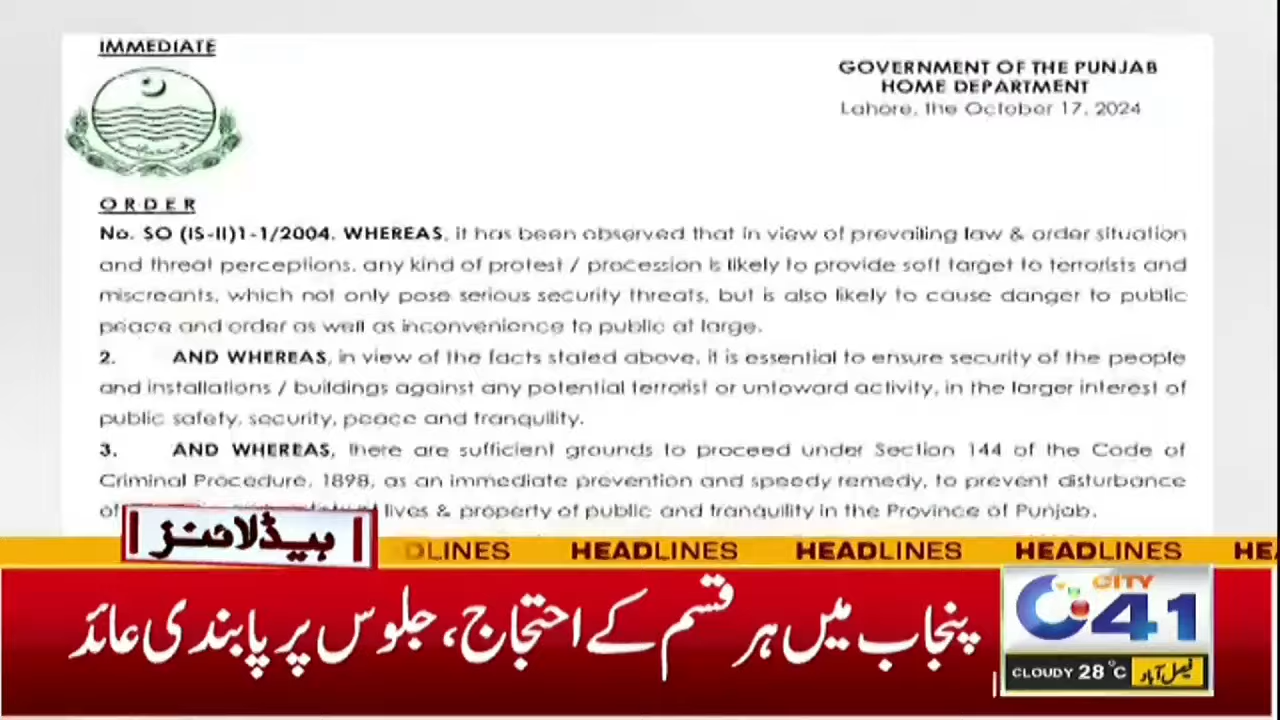 IMMEDIATE
GOVERNMENT OF THE PUNJAB
HOME DEPARTMENT
Lahore, the October 17, 2024
ORDER
No. SO (IS-II)1-1/2004. WHEREAS, it has been observed that in view of prevailing law & order situation
and threat perceptions, any kind of protest / procession is likely to provide soft target to terrorists and
miscreants, which not only pose serious security threats, but is also likely to cause danger to public
peace and order as well as inconvenience to public at large.
2. AND WHEREAS, in view of the facts stated above, it is essential to ensure security of the people
and installations / buildings against any potential terrorist or untoward activity, in the larger interest of
public safety, security, peace and tranquility.
3. AND WHEREAS, there are sufficient grounds to proceed under Section 144 of the Code of
Criminal Procedure, 1898, as an immediate prevention and speedy remedy, to prevent disturbance
lives & property of public and tranquility in the Province of Punjab.
ہیڈلائنز
DLINES HEADLINES HEADLINES HEADLINES HE
پنجاب میں ہر قسم کے احتجاج، جلوس پر پابندی عائد
CITY
41
CLOUDY 28°C فیصل آباد